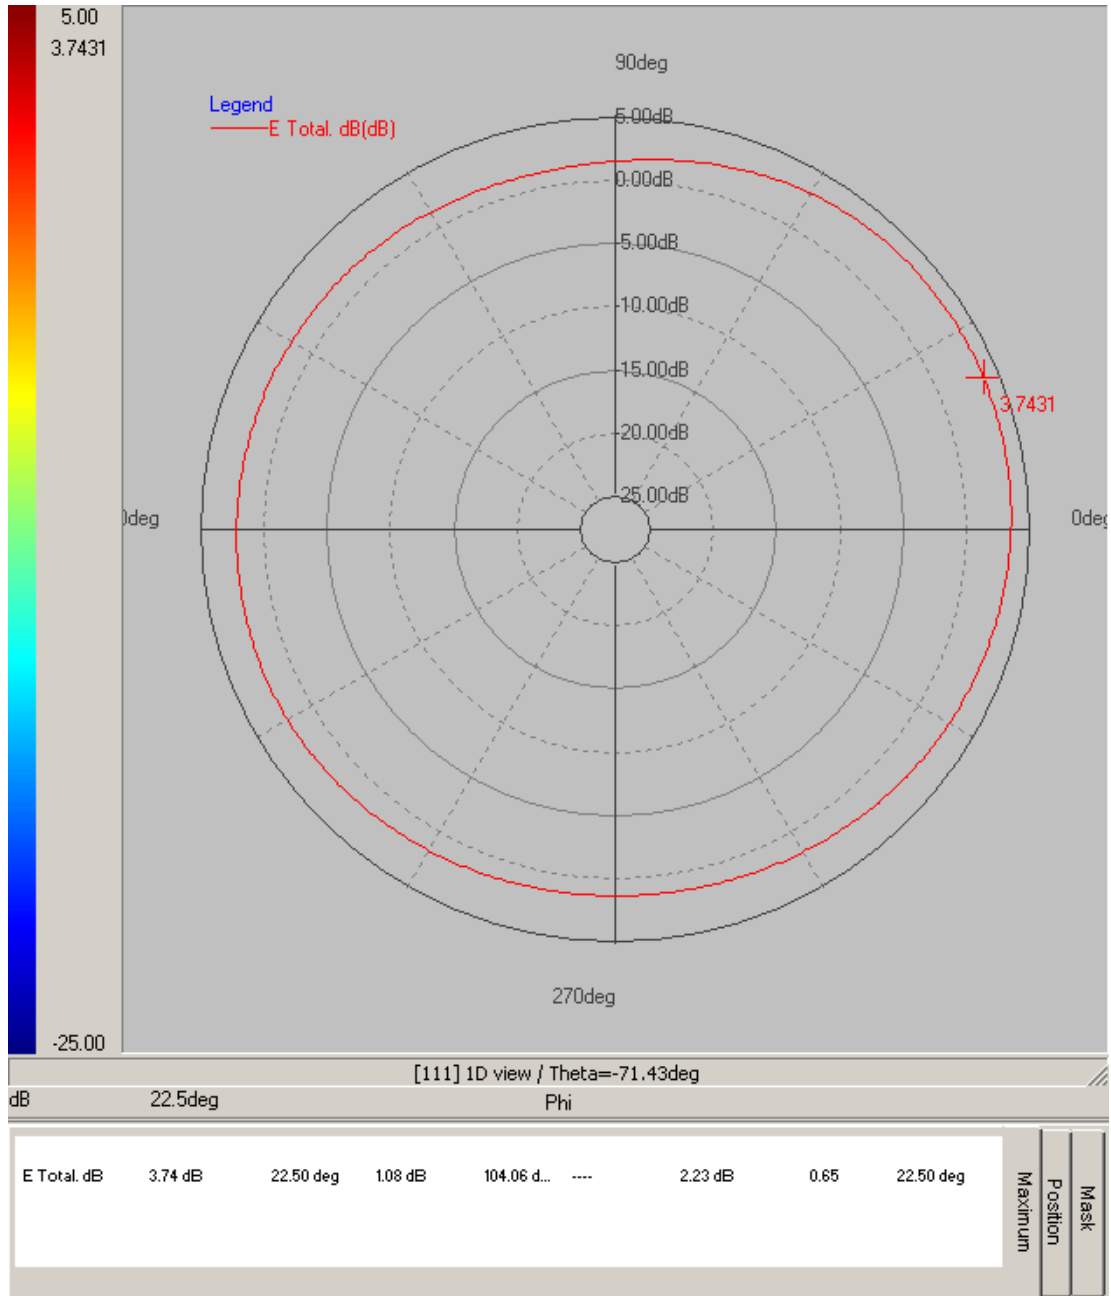 5.00
3.7431
90deg
Legend
E Total. dB(dB)
5.00dB
0.00dB
-5.00dB
-10.00dB
-15.00dB
-20.00dB
-25.00dB
3.7431
0deg
0deg
270deg
-25.00
[111] 1D view / Theta=-71.43deg
dB 22.5deg Phi
E Total. dB 3.74 dB 22.50 deg 1.08 dB 104.06 d... ---- 2.23 dB 0.65 22.50 deg
Maximum
Position
Mask